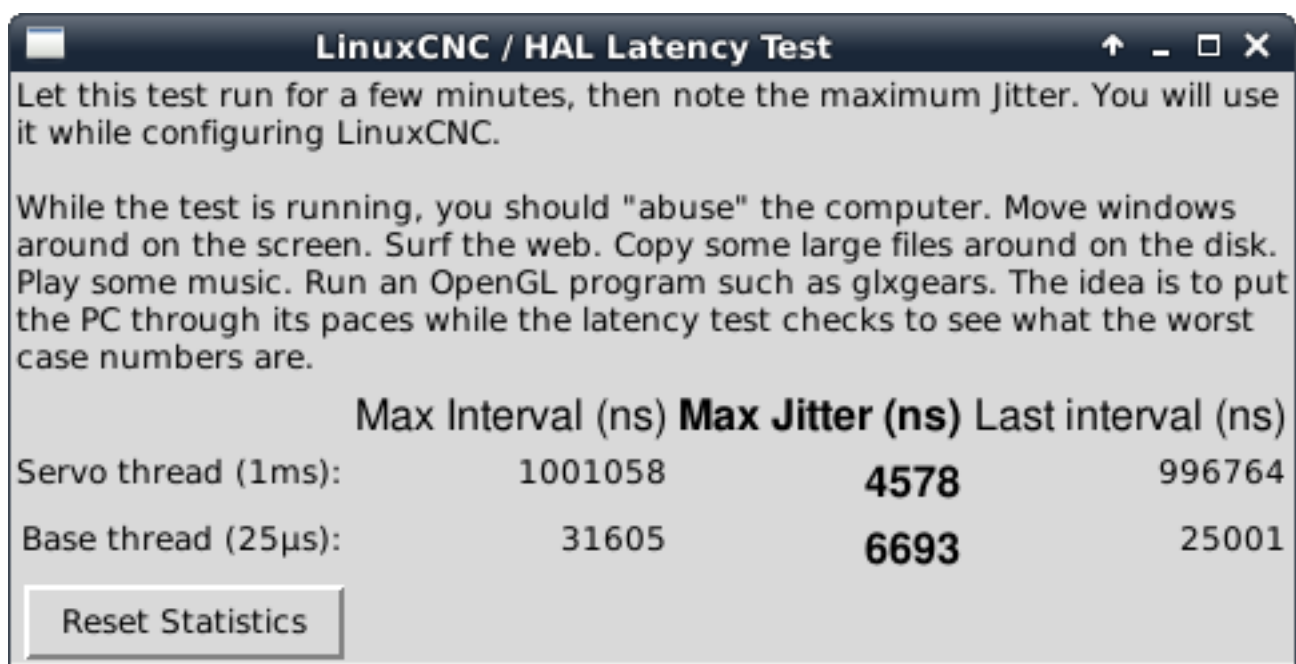 LinuxCNC / HAL Latency Test
Let this test run for a few minutes, then note the maximum Jitter. You will use
it while configuring LinuxCNC.
While the test is running, you should "abuse" the computer. Move windows
around on the screen. Surf the web. Copy some large files around on the disk.
Play some music. Run an OpenGL program such as glxgears. The idea is to put
the PC through its paces while the latency test checks to see what the worst
case numbers are.
Max Interval (ns) Max Jitter (ns) Last interval (ns)
Servo thread (1ms): 1001058 4578 996764
Base thread (25µs): 31605 6693 25001
Reset Statistics